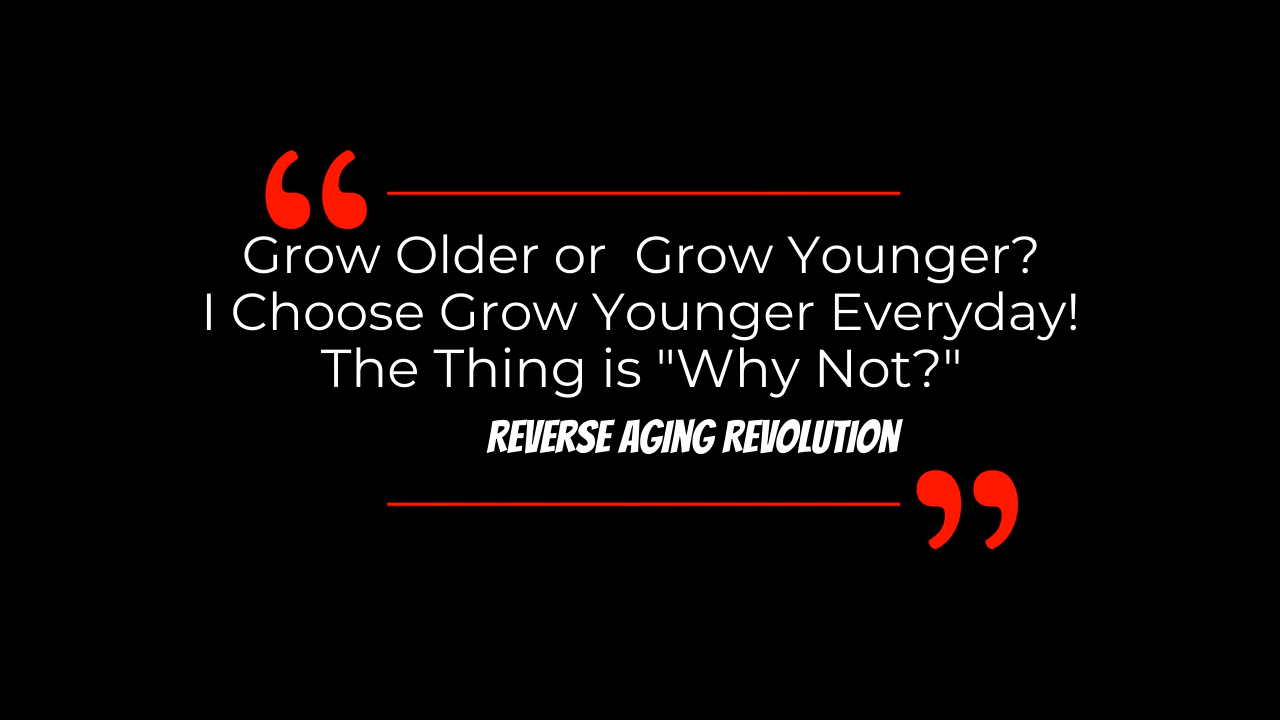 Grow Older or  Grow Younger?
I Choose Grow Younger Everyday!
The Thing is "Why Not?"
REVERSE AGING REVOLUTION